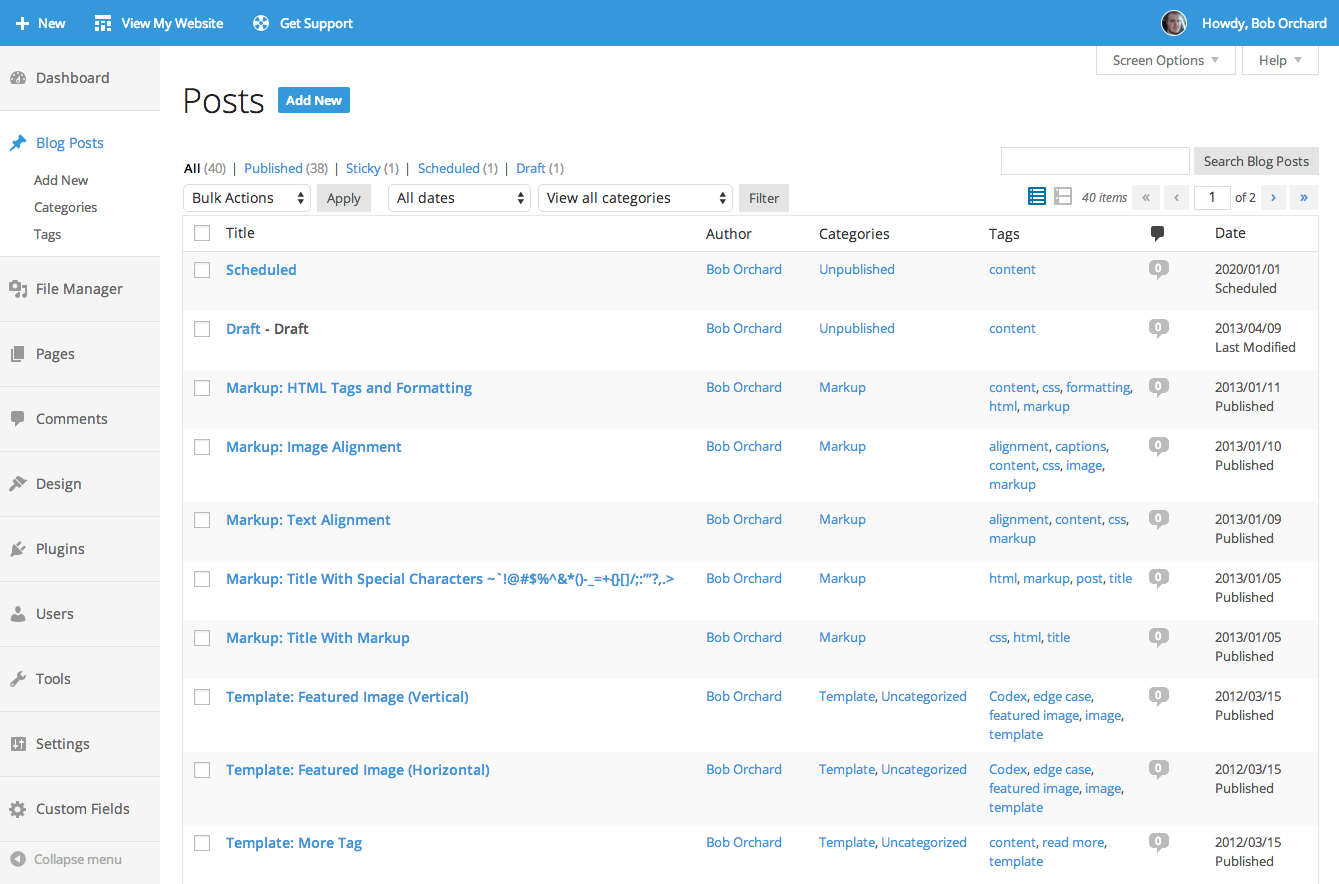 New View My Website Get Support Howdy, Bob Orchard
Screen Options Help
Dashboard
Blog Posts
Add New
Categories
Tags
File Manager
Pages
Comments
Design
Plugins
Users
Tools
Settings
Custom Fields
Collapse menu
Posts Add New
All (40) | Published (38) | Sticky (1) | Scheduled (1) | Draft (1)
Search Blog Posts
Bulk Actions Apply All dates View all categories Filter 40 items « ‹ 1 of 2 › »
Title Author Categories Tags Date
Scheduled Bob Orchard Unpublished content 0 2020/01/01
Scheduled
Draft - Draft Bob Orchard Unpublished content 0 2013/04/09
Last Modified
Markup: HTML Tags and Formatting Bob Orchard Markup content, css, formatting, 0 2013/01/11
html, markup Published
Markup: Image Alignment Bob Orchard Markup alignment, captions, 0 2013/01/10
content, css, image, Published
markup
Markup: Text Alignment Bob Orchard Markup alignment, content, css, 0 2013/01/09
markup Published
Markup: Title With Special Characters ~`!@#$%^&*()-_=+{}[]/;:'"?,.> Bob Orchard Markup html, markup, post, title 0 2013/01/05
Published
Markup: Title With Markup Bob Orchard Markup css, html, title 0 2013/01/05
Published
Template: Featured Image (Vertical) Bob Orchard Template, Uncategorized Codex, edge case, 0 2012/03/15
featured image, image, Published
template
Template: Featured Image (Horizontal) Bob Orchard Template, Uncategorized Codex, edge case, 0 2012/03/15
featured image, image, Published
template
Template: More Tag Bob Orchard Template, Uncategorized content, read more, 0 2012/03/15
template Published